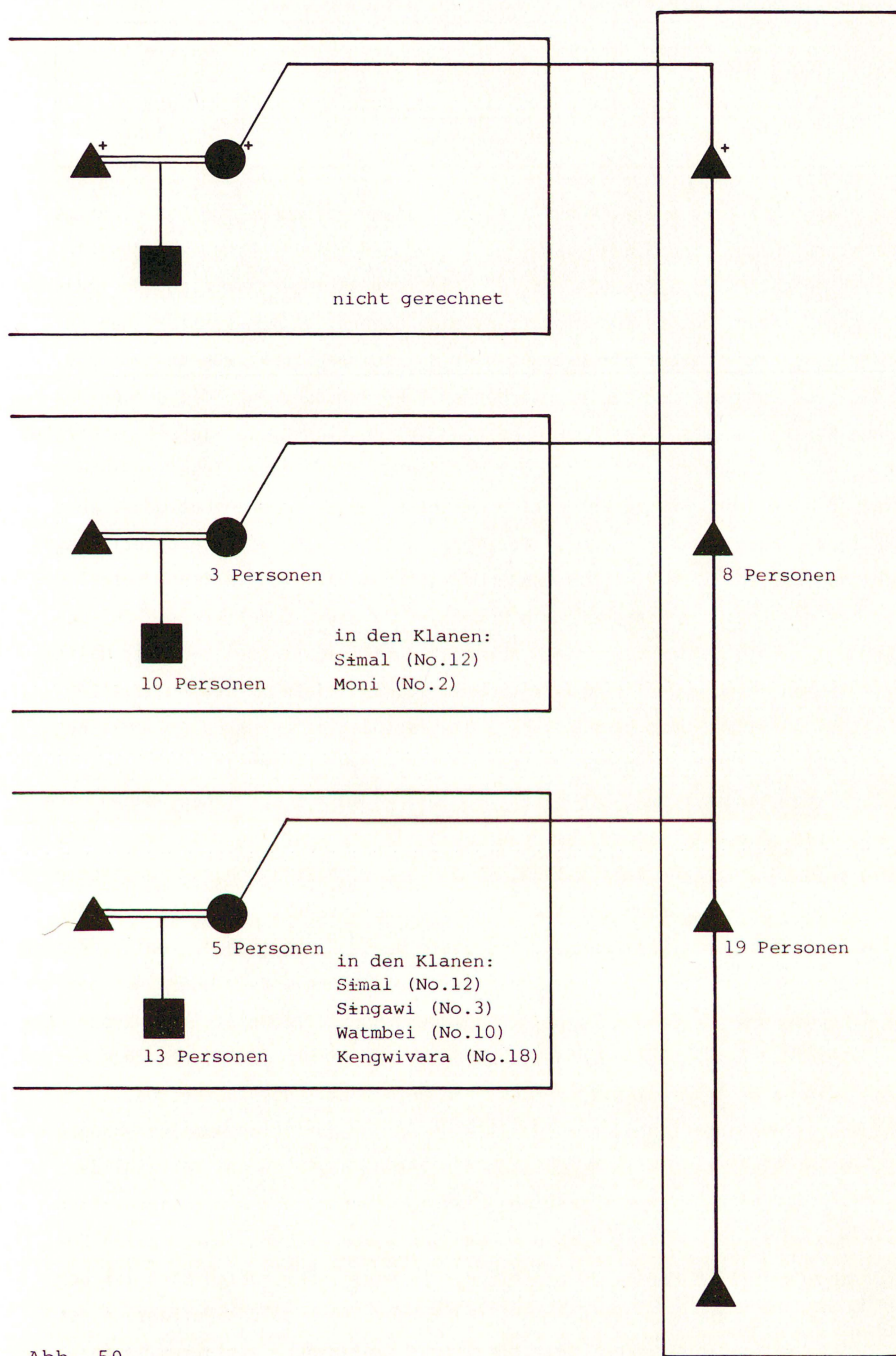 +
+
+
nicht gerechnet
3 Personen
8 Personen
in den Klanen:
Sɨmal (No.12)
10 Personen
Moni (No.2)
5 Personen
19 Personen
in den Klanen:
Sɨmal (No.12)
Sɨngawi (No.3)
Watmbei (No.10)
13 Personen
Kengwivara (No.18)
Abb. 50